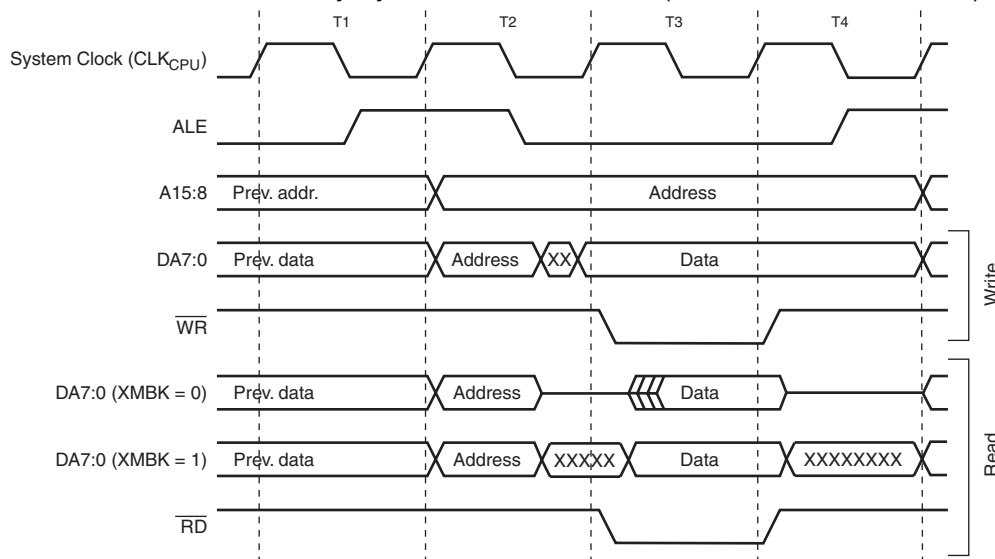 T1 T2 T3 T4
System Clock (CLKCPU)
ALE
A15:8 Prev. addr. Address
DA7:0 Prev. data Address XX Data
WR
Write
DA7:0 (XMBK = 0) Prev. data Address Data
DA7:0 (XMBK = 1) Prev. data Address XXXXX Data XXXXXXXX
RD
Read